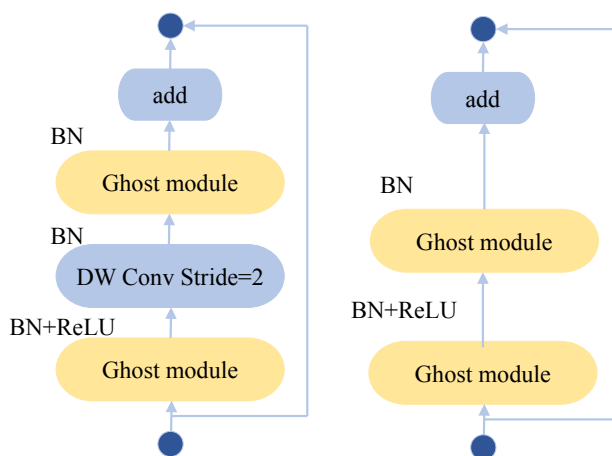 add
BN
Ghost module
BN
DW Conv Stride=2
BN+ReLU
Ghost module
add
BN
Ghost module
BN+ReLU
Ghost module